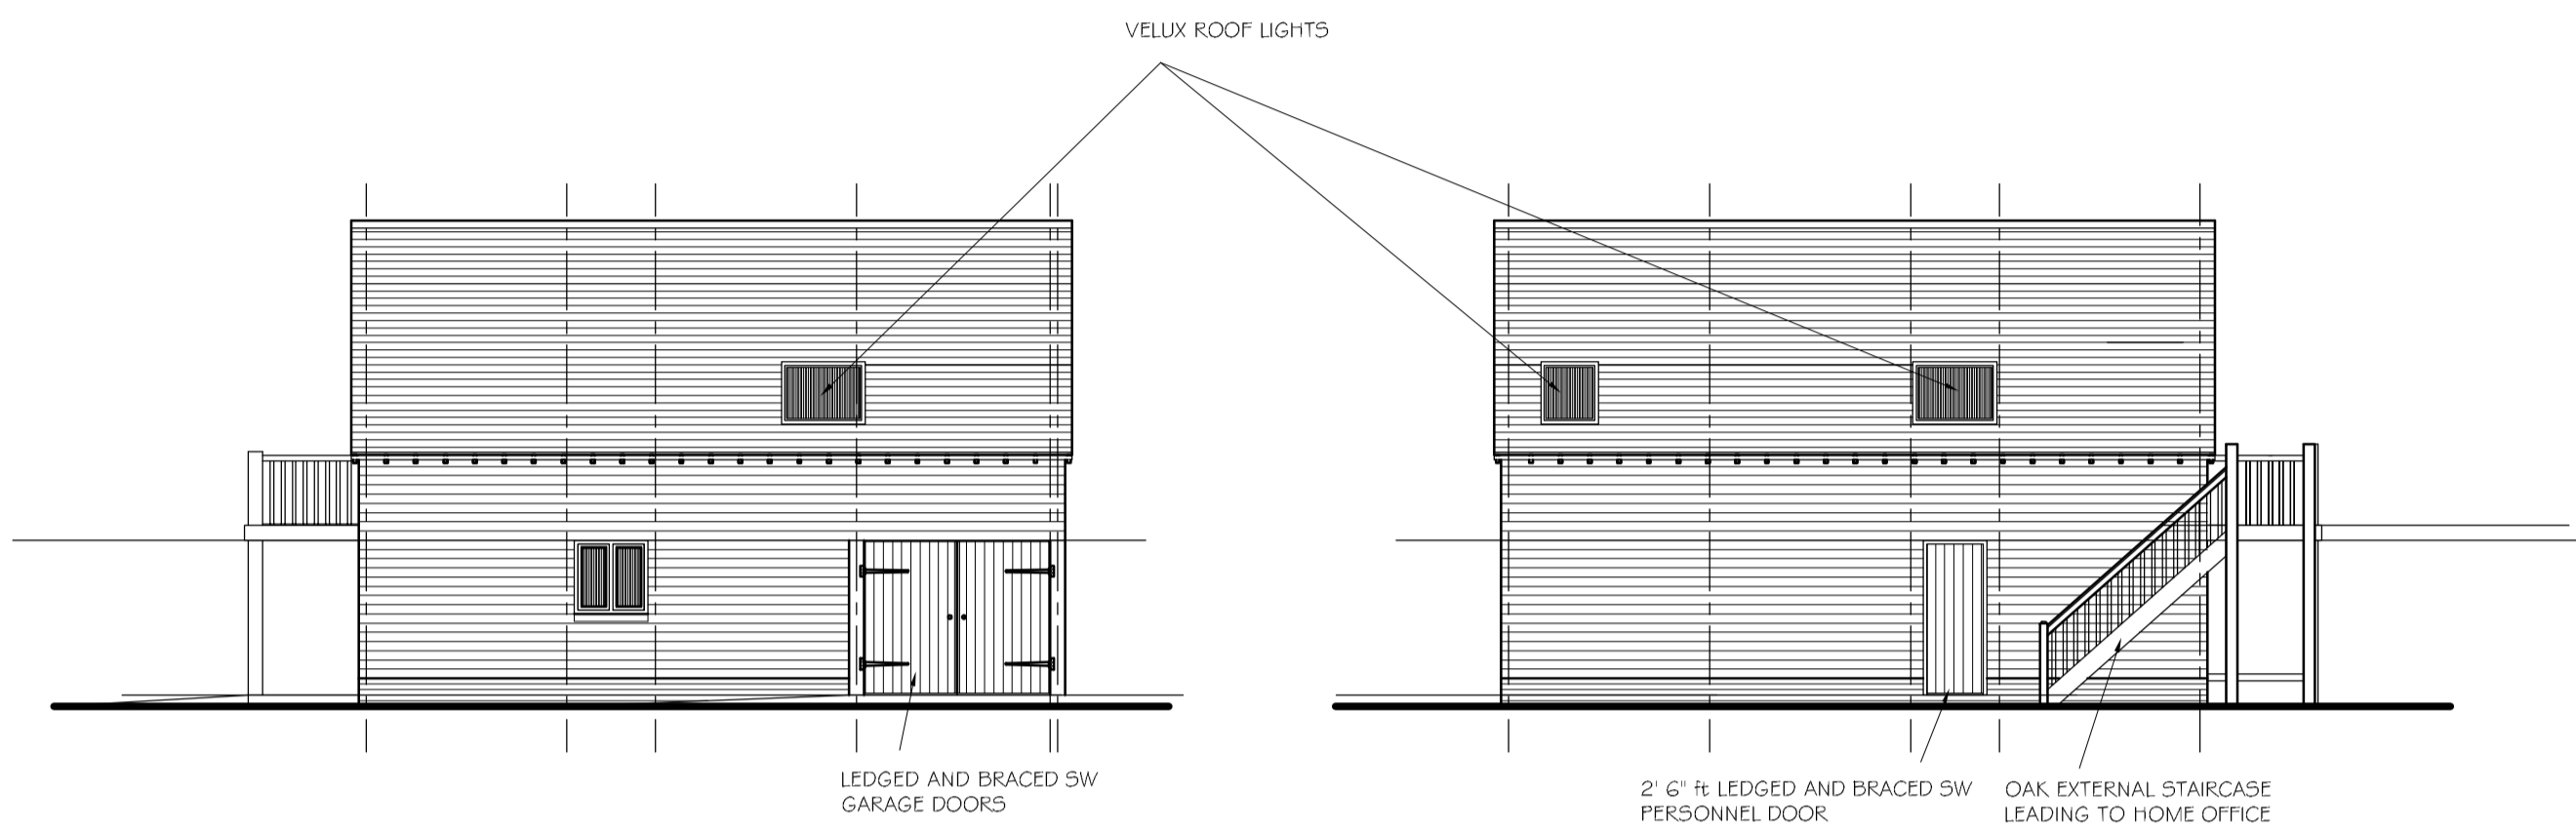 VELUX ROOF LIGHTS
LEDGED AND BRACED SW
GARAGE DOORS
2' 6" ft LEDGED AND BRACED SW
PERSONNEL DOOR
OAK EXTERNAL STAIRCASE
LEADING TO HOME OFFICE